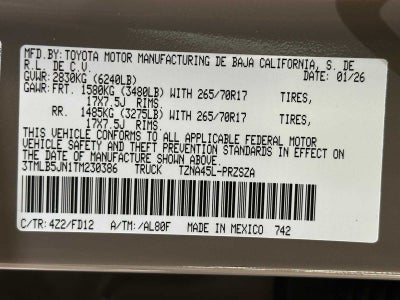 MFD.BY:TOYOTA MOTOR MANUFACTURING DE BAJA CALIFORNIA, S. DE
R.L. DE C.V.
DATE: 01/26
GVWR: 2830KG (6240LB)
GAWR:FRT. 1580KG (3480LB) WITH 265/70R17 TIRES,
17X7.5J RIMS
RR. 1485KG (3275LB) WITH 265/70R17 TIRES,
17X7.5J RIMS.
THIS VEHICLE CONFORMS TO ALL APPLICABLE FEDERAL MOTOR
VEHICLE SAFETY AND THEFT PREVENTION STANDARDS IN EFFECT ON
THE DATE OF MANUFACTURE SHOWN ABOVE.
3TMLB5JN1TM230386 TRUCK TZNA45L-PRZSZA
C/TR: 4Z2/FD12 A/TM: /AL80F MADE IN MEXICO 742